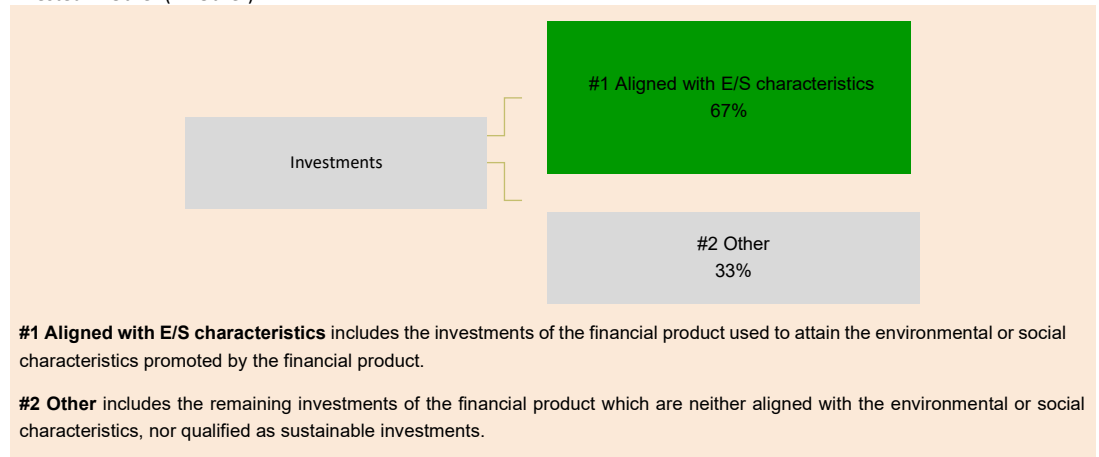 #1 Aligned with E/S characteristics
67%
Investments
#2 Other
33%
#1 Aligned with E/S characteristics includes the investments of the financial product used to attain the environmental or social
characteristics promoted by the financial product.
#2 Other includes the remaining investments of the financial product which are neither aligned with the environmental or social
characteristics, nor qualified as sustainable investments.